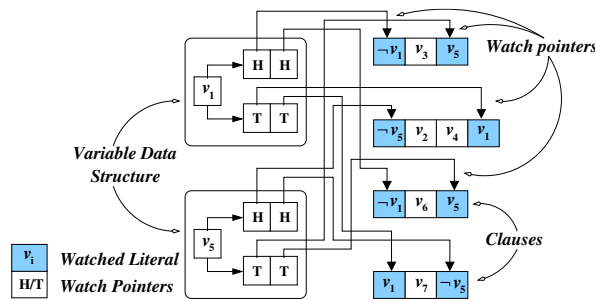 H H
v1
T T
Variable Data
Structure
H H
v5
T T
vi Watched Literal
H/T Watch Pointers
¬v1 v3 v5
Watch pointers
¬v5 v2 v4 v1
¬v1 v6 v5
Clauses
v1 v7 ¬v5